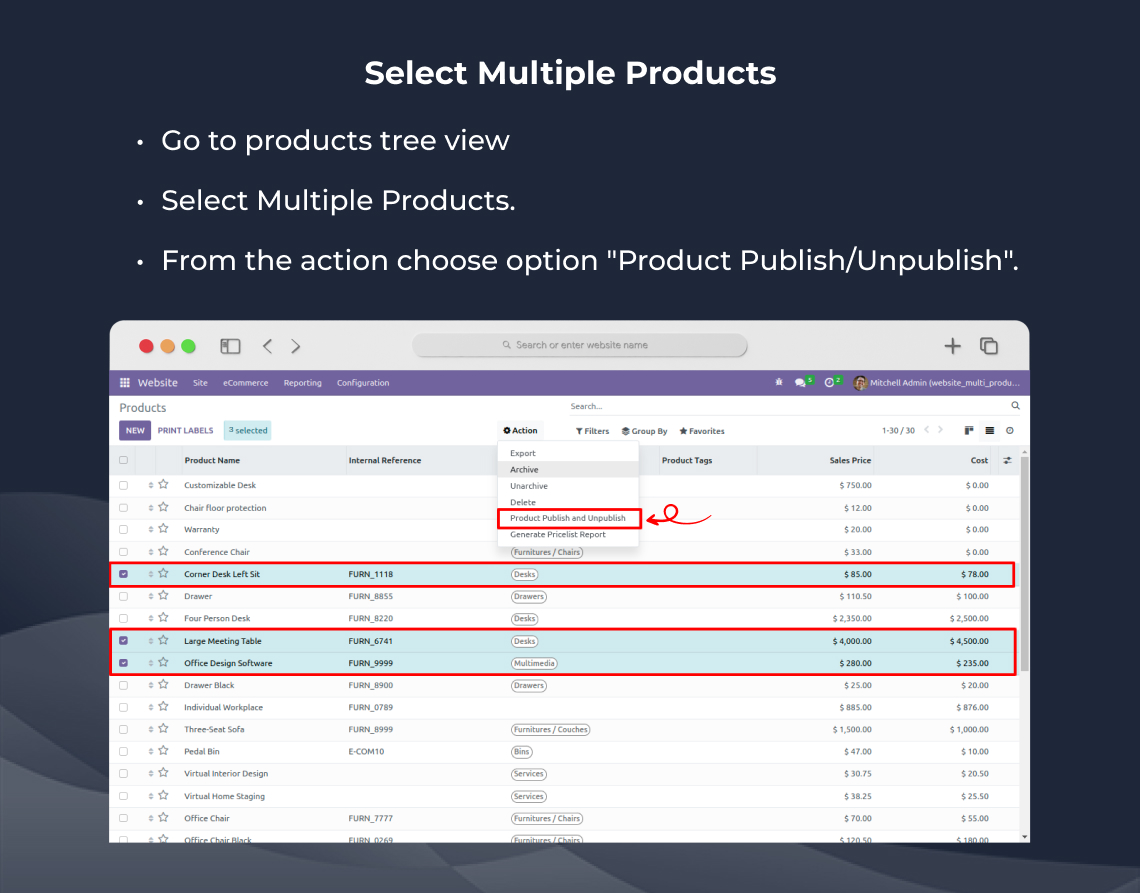 Select Multiple Products
• Go to products tree view
• Select Multiple Products.
• From the action choose option "Product Publish/Unpublish".
Search or enter website name
Website Site eCommerce Reporting Configuration 5 2 Mitchell Admin (website_multi_produ...
Products Search...
NEW PRINT LABELS 3 selected Action Filters Group By Favorites 1-30 / 30
Product Name Internal Reference Product Tags Sales Price Cost
Export
Archive
Unarchive
Delete
Product Publish and Unpublish
Generate Pricelist Report
Customizable Desk $ 750.00 $ 0.00
Chair floor protection $ 12.00 $ 0.00
Warranty $ 20.00 $ 0.00
Conference Chair Furnitures / Chairs $ 33.00 $ 0.00
Corner Desk Left Sit FURN_1118 Desks $ 85.00 $ 78.00
Drawer FURN_8855 Drawers $ 110.50 $ 100.00
Four Person Desk FURN_8220 Desks $ 2,350.00 $ 2,500.00
Large Meeting Table FURN_6741 Desks $ 4,000.00 $ 4,500.00
Office Design Software FURN_9999 Multimedia $ 280.00 $ 235.00
Drawer Black FURN_8900 Drawers $ 25.00 $ 20.00
Individual Workplace FURN_0789 $ 885.00 $ 876.00
Three-Seat Sofa FURN_8999 Furnitures / Couches $ 1,500.00 $ 1,000.00
Pedal Bin E-COM10 Bins $ 47.00 $ 10.00
Virtual Interior Design Services $ 30.75 $ 20.50
Virtual Home Staging Services $ 38.25 $ 25.50
Office Chair FURN_7777 Furnitures / Chairs $ 70.00 $ 55.00
Office Chair Black FURN_0269 Furnitures / Chairs $ 120.50 $ 180.00